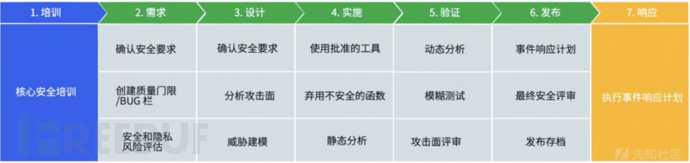 1. 培训
2. 需求
3. 设计
4. 实施
5. 验证
6. 发布
7. 响应
核心安全培训
确认安全要求
创建质量门限
/BUG 栏
安全和隐私
风险评估
确认安全要求
分析攻击面
威胁建模
使用批准的工具
弃用不安全的函数
静态分析
动态分析
模糊测试
攻击面评审
事件响应计划
最终安全评审
发布存档
执行事件响应计划
REEBUF
先知社区